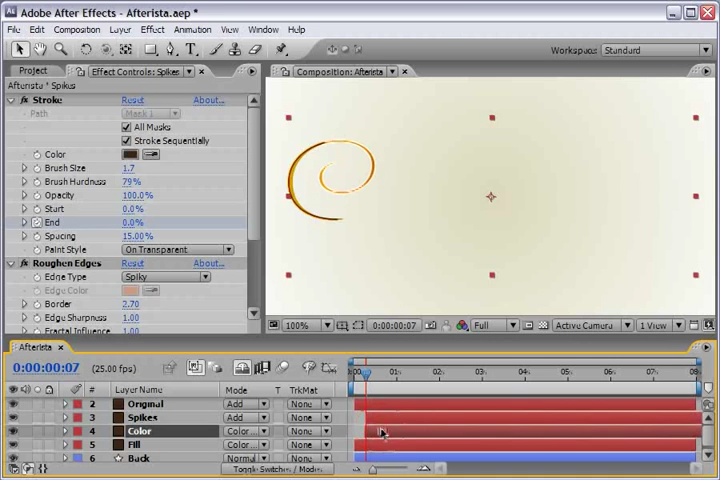 Adobe After Effects - Afterista.aep *
File Edit Composition Layer Effect Animation View Window Help
Workspace: Standard
Project Effect Controls: Spikes
Composition: Afterista
Afterista * Spikes
Stroke Reset About...
Path Mask 1
All Masks
Stroke Sequentially
Color
Brush Size 1.7
Brush Hardness 79%
Opacity 100.0%
Start 0.0%
End 0.0%
Spacing 15.00%
Paint Style On Transparent
Roughen Edges Reset About...
Edge Type Spiky
Edge Color
Border 2.70
Edge Sharpness 1.00
Fractal Influence 1.00
100% 0:00:00:07 Full Active Camera 1 View
Afterista
0:00:00:07 (25.00 fps)
# Layer Name Mode T TrkMat
01s 02s 03s 04s 05s 06s 07s 08s
2 Original Add None
3 Spikes Add None
4 Color Color... None
5 Fill Color... None
6 Back Normal None
Toggle Switches / Modes